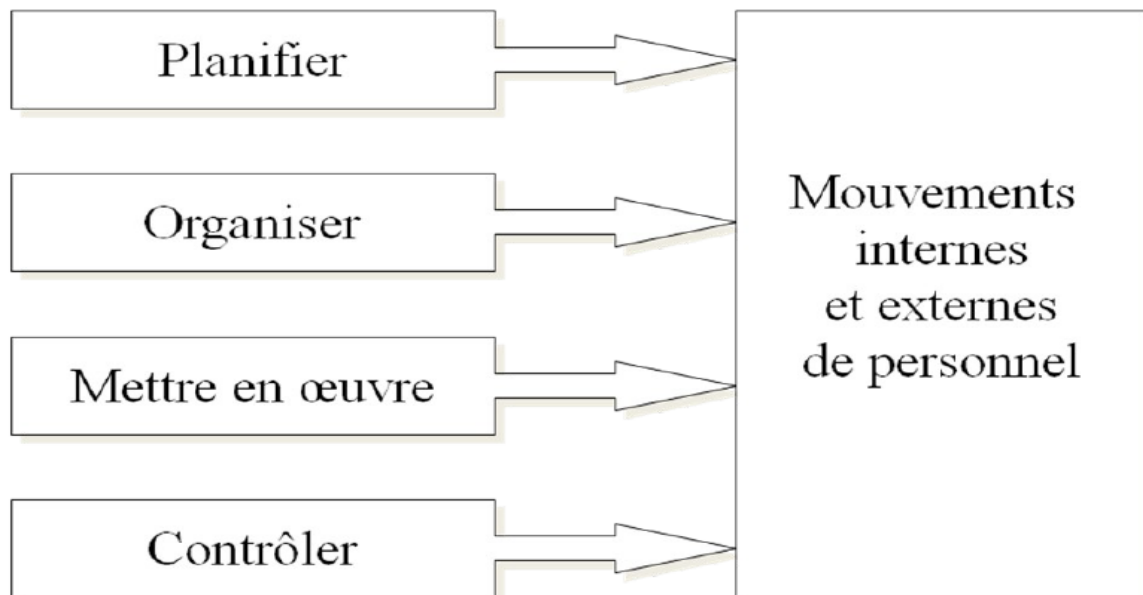 Planifier
Organiser
Mettre en œuvre
Contrôler
Mouvements
internes
et externes
de personnel